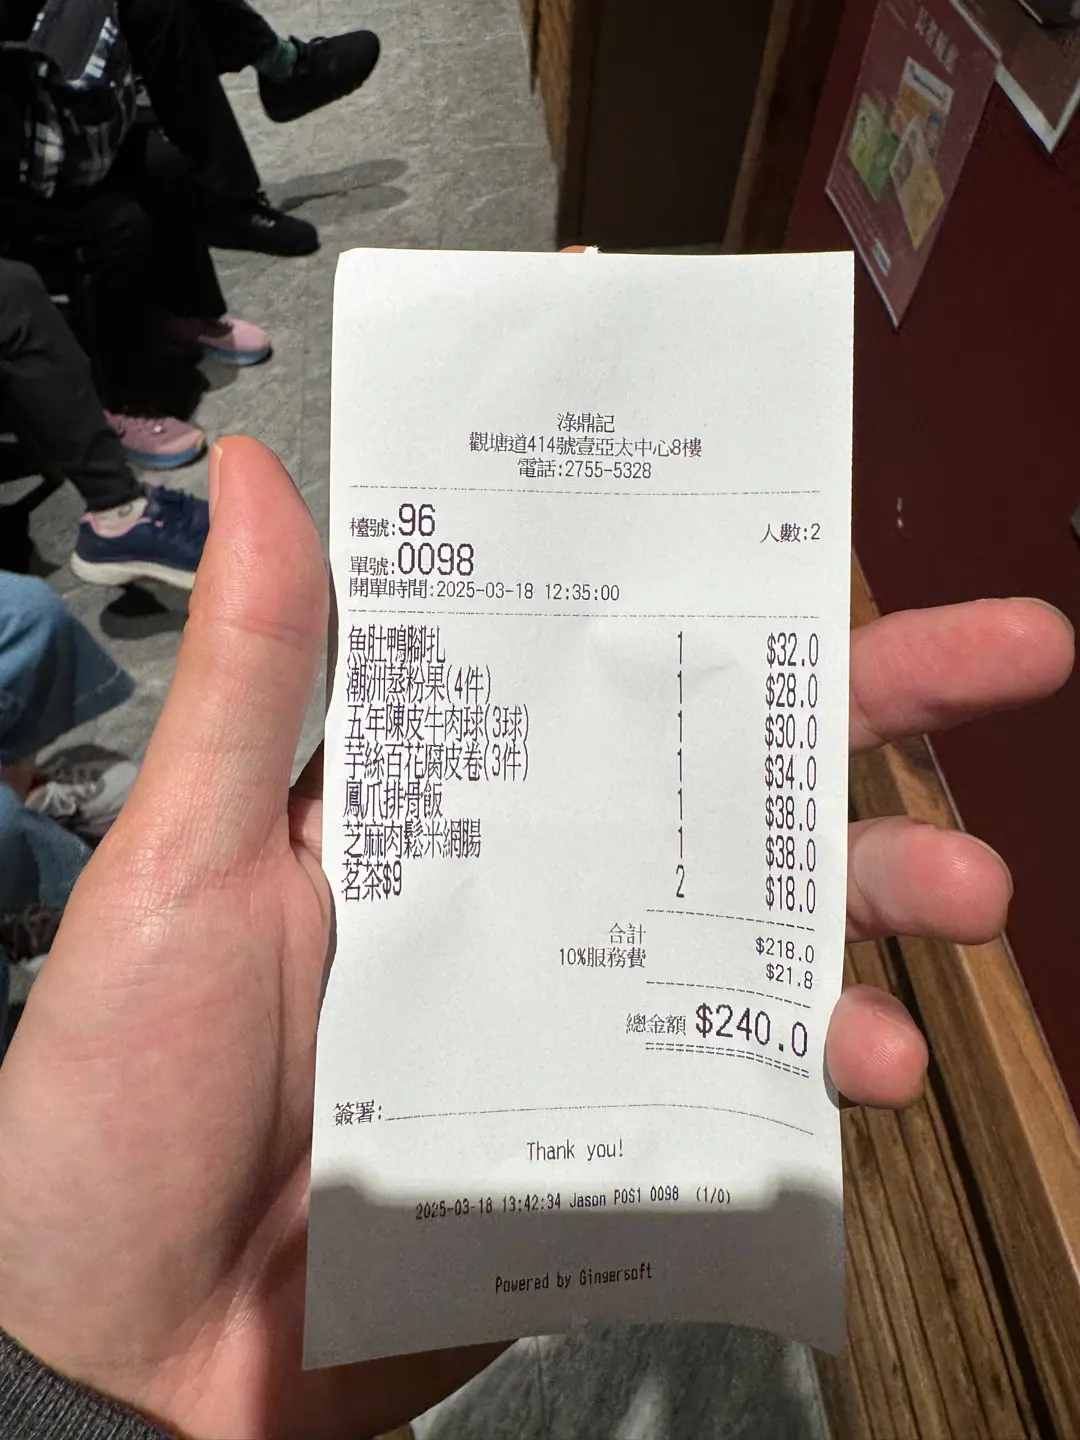 淥鼎記
觀塘道414號壹亞太中心8樓
電話:2755-5328
檯號:96 人數:2
單號:0098
開單時間:2025-03-18 12:35:00
魚肚鴨腳扎 1 $32.0
潮洲蒸粉果(4件) 1 $28.0
五年陳皮牛肉球(3球) 1 $30.0
芋絲百花腐皮卷(3件) 1 $34.0
鳳爪排骨飯 1 $38.0
芝麻肉鬆米網腸 1 $38.0
茗茶$9 2 $18.0
合計 $218.0
10%服務費 $21.8
總金額 $240.0
簽署:
Thank you!
2025-03-18 13:42:34 Jason POS1 0098 (1/0)
Powered by Gingersoft